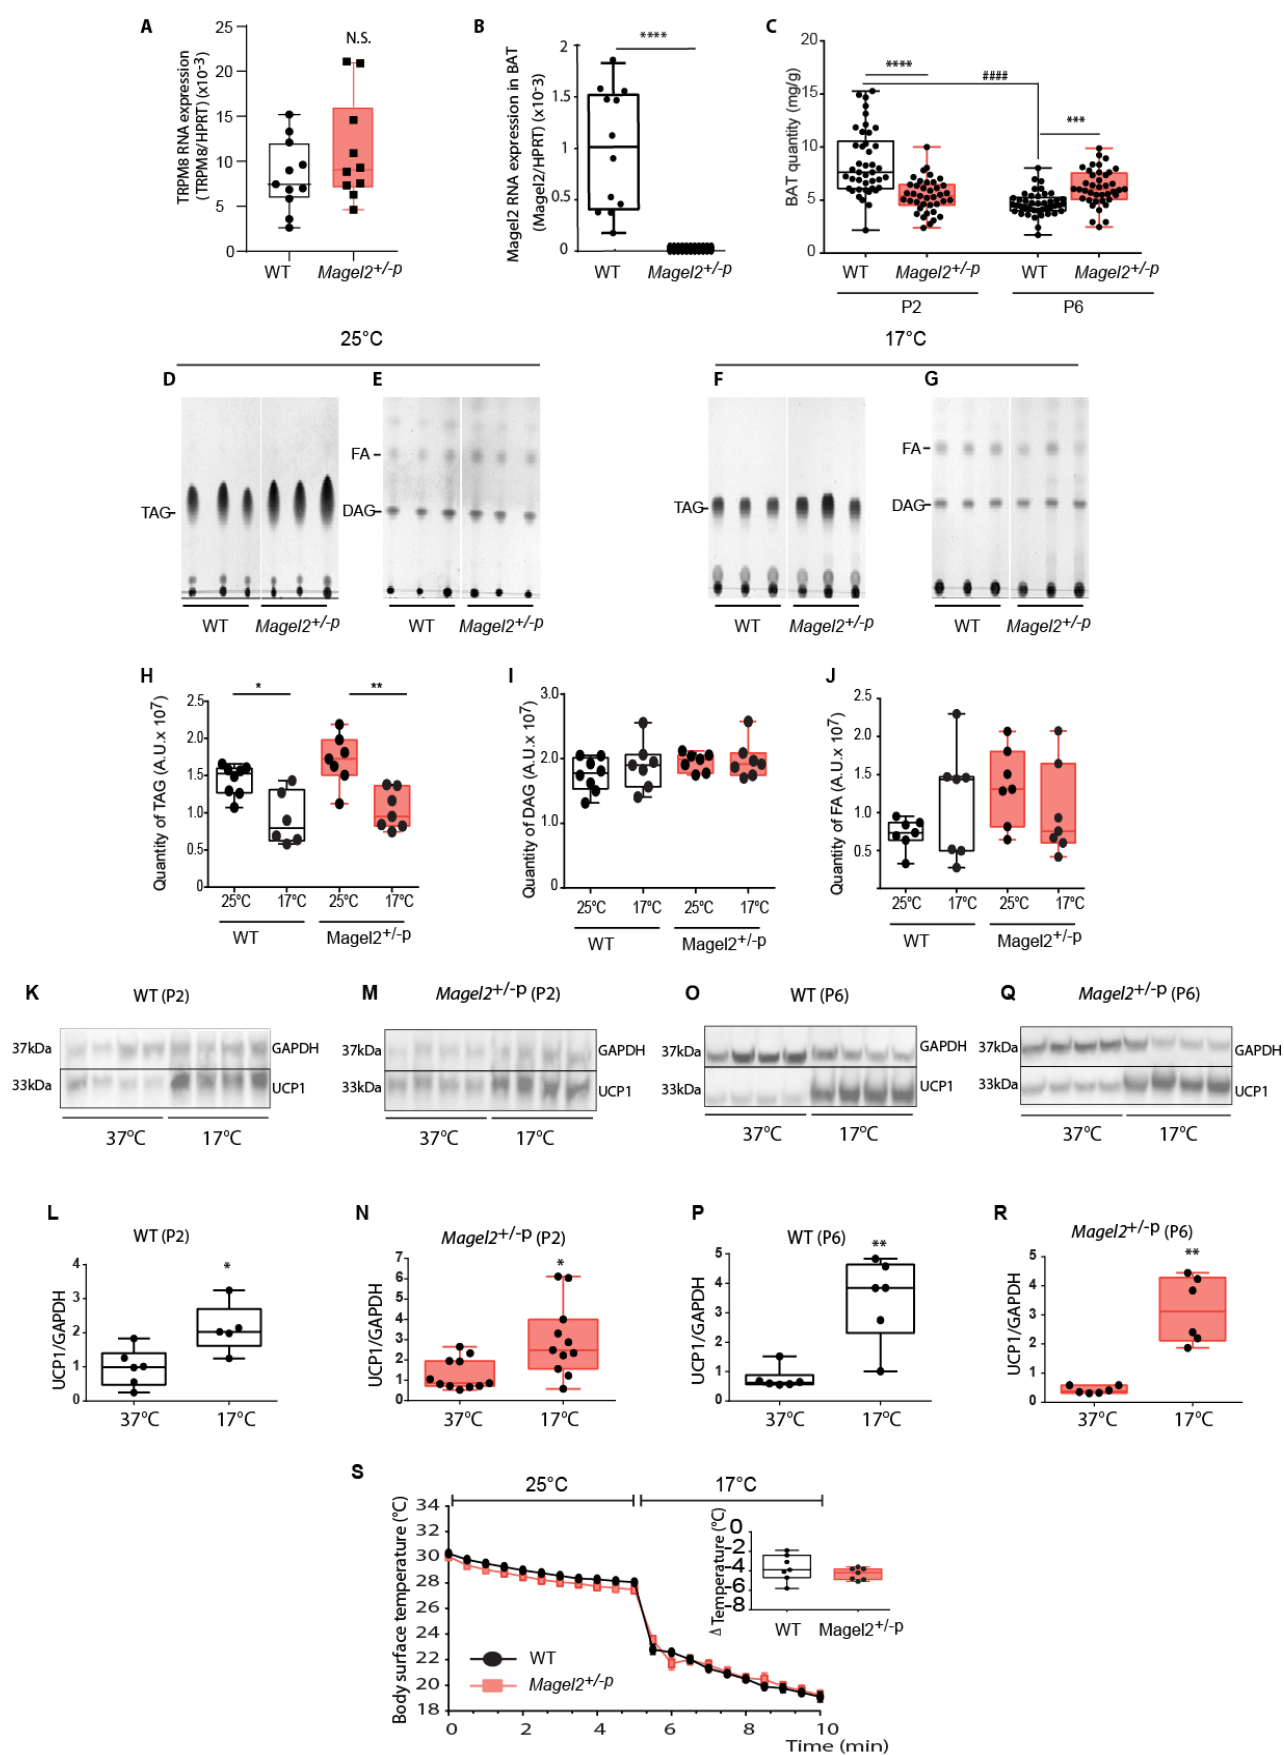 A
TRPM8 RNA expression
(TRPM8/HPRT) (x10-3)
25
20
15
10
5
0
N.S.
WT
Magel2+/-p
B
Magel2 RNA expression in BAT
(Magel2/HPRT) (x10-3)
2
1.5
1
0.5
0
****
WT
Magel2+/-p
C
BAT quantity (mg/g)
20
15
10
5
0
****
####
***
WT
Magel2+/-p
WT
Magel2+/-p
P2
P6
25°C
17°C
D
TAG
WT
Magel2+/-p
E
FA
DAG
WT
Magel2+/-p
F
TAG
WT
Magel2+/-p
G
FA
DAG
WT
Magel2+/-p
H
Quantity of TAG (A.U.x 10⁷)
2.5
2.0
1.5
1.0
0.5
0
*
**
25°C
17°C
25°C
17°C
WT
Magel2+/-p
I
Quantity of DAG (A.U.x 10⁷)
3.0
2.0
1.0
0
25°C
17°C
25°C
17°C
WT
Magel2+/-p
J
Quantity of FA (A.U.x 10⁷)
2.5
2.0
1.5
1.0
0.5
0
25°C
17°C
25°C
17°C
WT
Magel2+/-p
K
WT (P2)
37kDa
33kDa
GAPDH
UCP1
37°C
17°C
M
Magel2+/-p (P2)
37kDa
33kDa
GAPDH
UCP1
37°C
17°C
O
WT (P6)
37kDa
33kDa
GAPDH
UCP1
37°C
17°C
Q
Magel2+/-p (P6)
37kDa
33kDa
GAPDH
UCP1
37°C
17°C
L
WT (P2)
UCP1/GAPDH
4
3
2
1
0
*
37°C
17°C
N
Magel2+/-p (P2)
UCP1/GAPDH
7
6
5
4
3
2
1
0
*
37°C
17°C
P
WT (P6)
UCP1/GAPDH
5
4
3
2
1
0
**
37°C
17°C
R
Magel2+/-p (P6)
UCP1/GAPDH
5
4
3
2
1
0
**
37°C
17°C
S
25°C
17°C
Body surface temperature (°C)
34
32
30
28
26
24
22
20
18
WT
Magel2+/-p
0
2
4
6
8
10
Time (min)
Δ Temperature (°C)
0
-2
-4
-6
-8
WT
Magel2+/-p